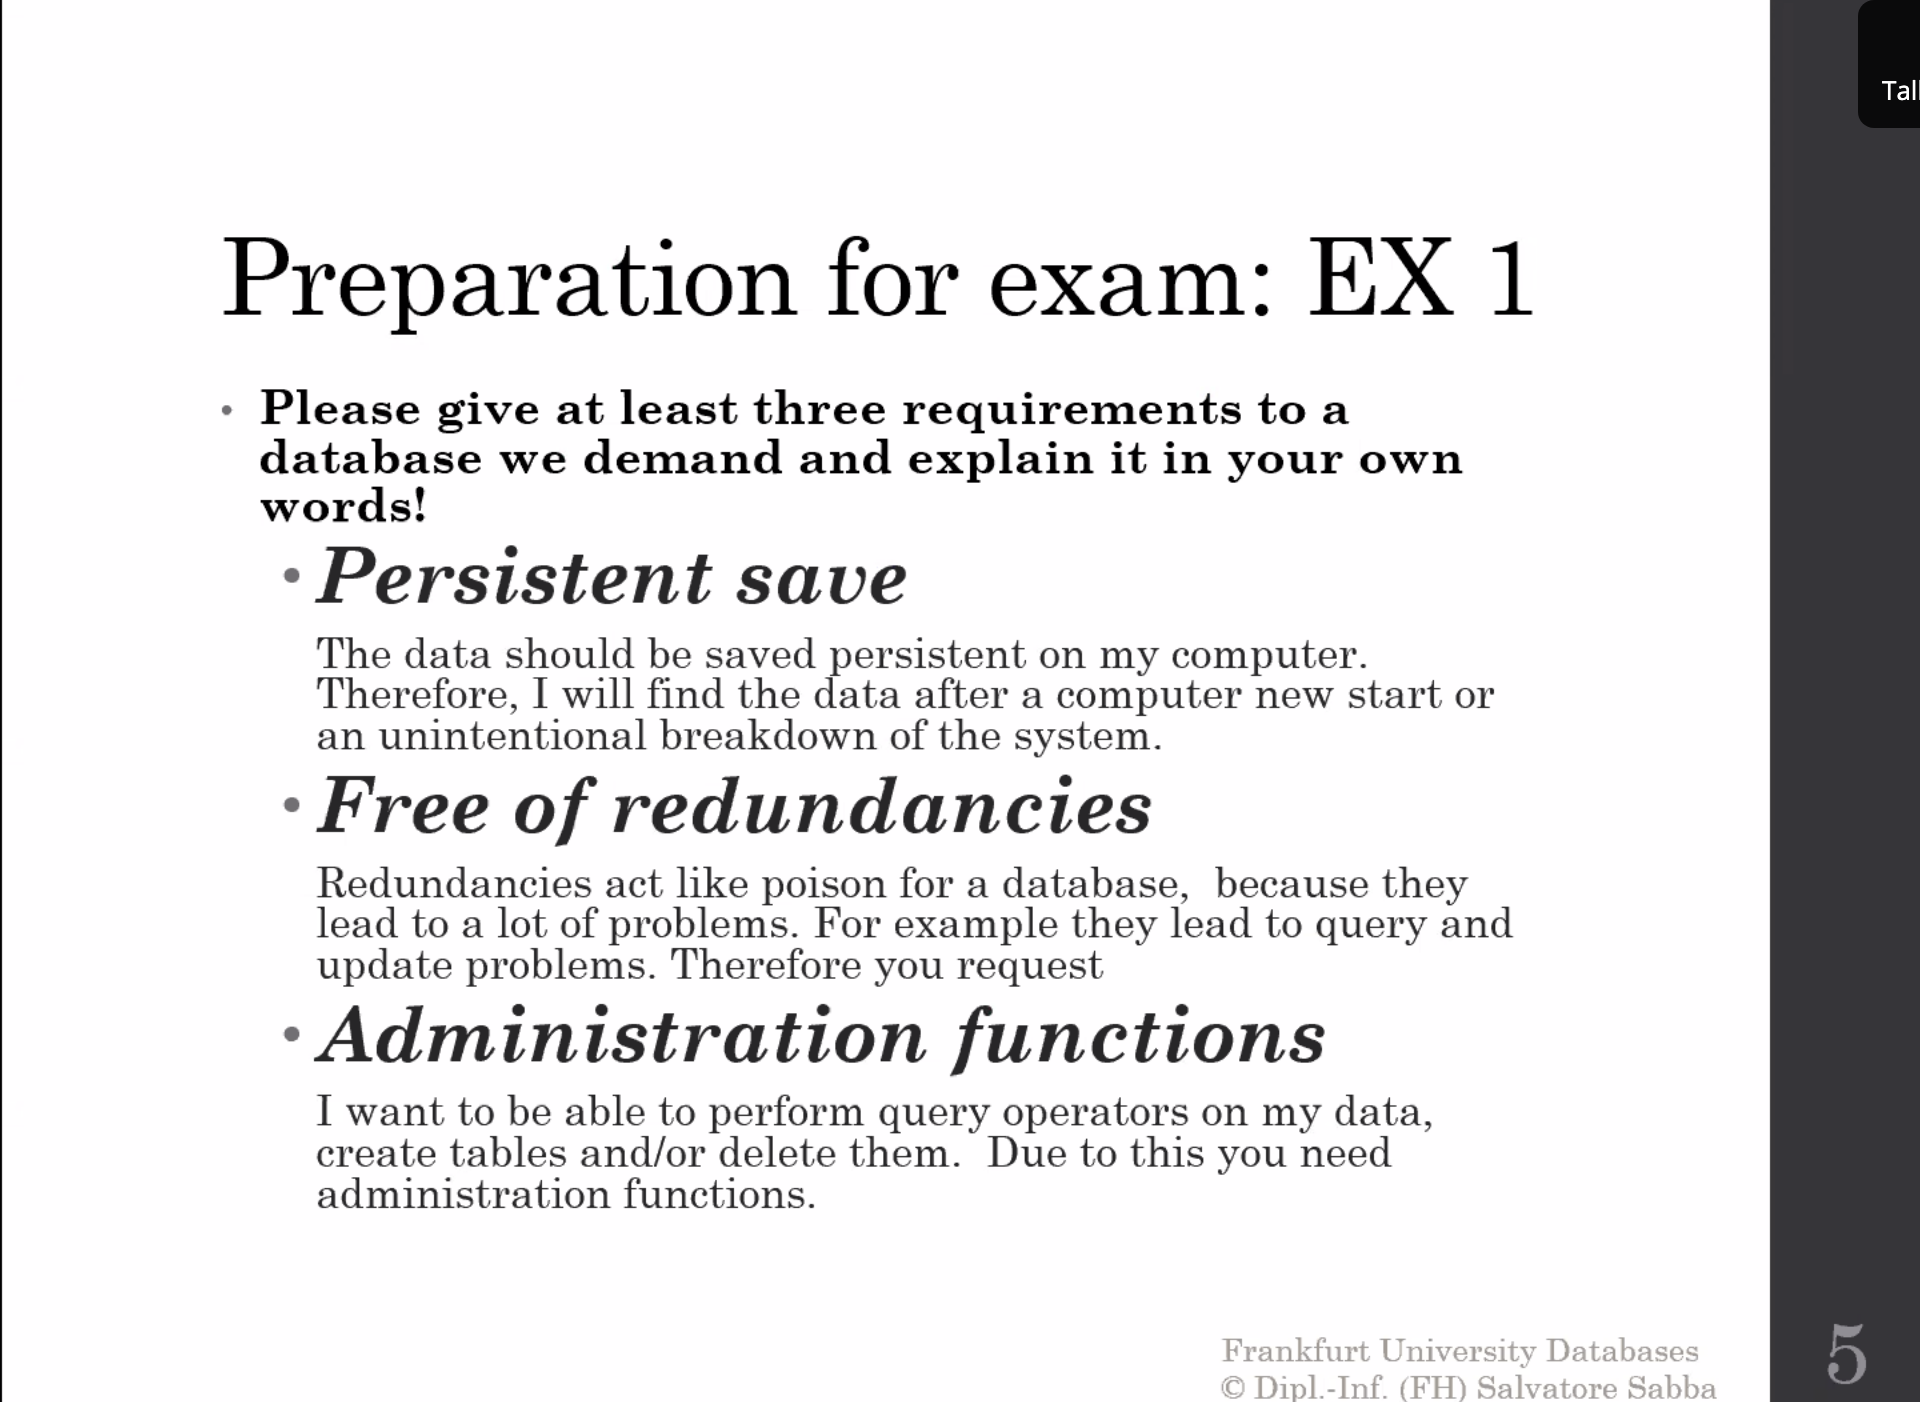 Tal
Preparation for exam: EX 1
• Please give at least three requirements to a
database we demand and explain it in your own
words!
• Persistent save
The data should be saved persistent on my computer.
Therefore, I will find the data after a computer new start or
an unintentional breakdown of the system.
• Free of redundancies
Redundancies act like poison for a database,  because they
lead to a lot of problems. For example they lead to query and
update problems. Therefore you request
• Administration functions
I want to be able to perform query operators on my data,
create tables and/or delete them.  Due to this you need
administration functions.
Frankfurt University Databases
© Dipl.-Inf. (FH) Salvatore Sabba
5